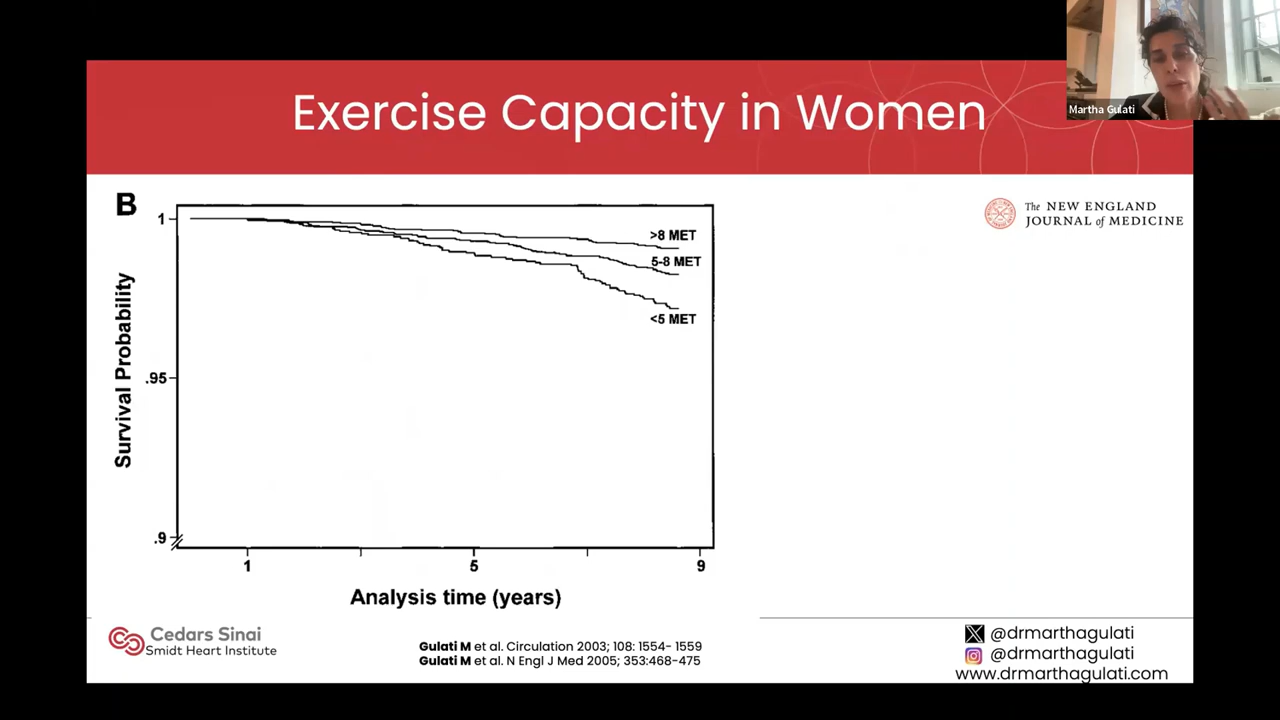 Martha Gulati
Exercise Capacity in Women
The NEW ENGLAND
JOURNAL of MEDICINE
B
Survival Probability
1
.95
.9
>8 MET
5-8 MET
<5 MET
1 5 9
Analysis time (years)
Cedars Sinai
Smidt Heart Institute
Gulati M et al. Circulation 2003; 108: 1554- 1559
Gulati M et al. N Engl J Med 2005; 353:468-475
@drmarthagulati
@drmarthagulati
www.drmarthagulati.com